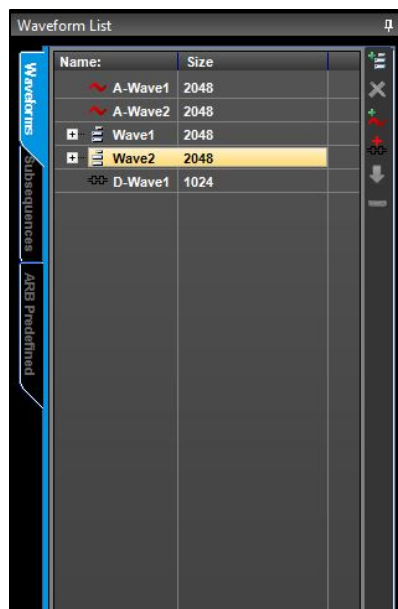 Waveform List
Waveforms
Subsequences
ARB Predefined
Name: Size
A-Wave1 2048
A-Wave2 2048
Wave1 2048
Wave2 2048
D-Wave1 1024